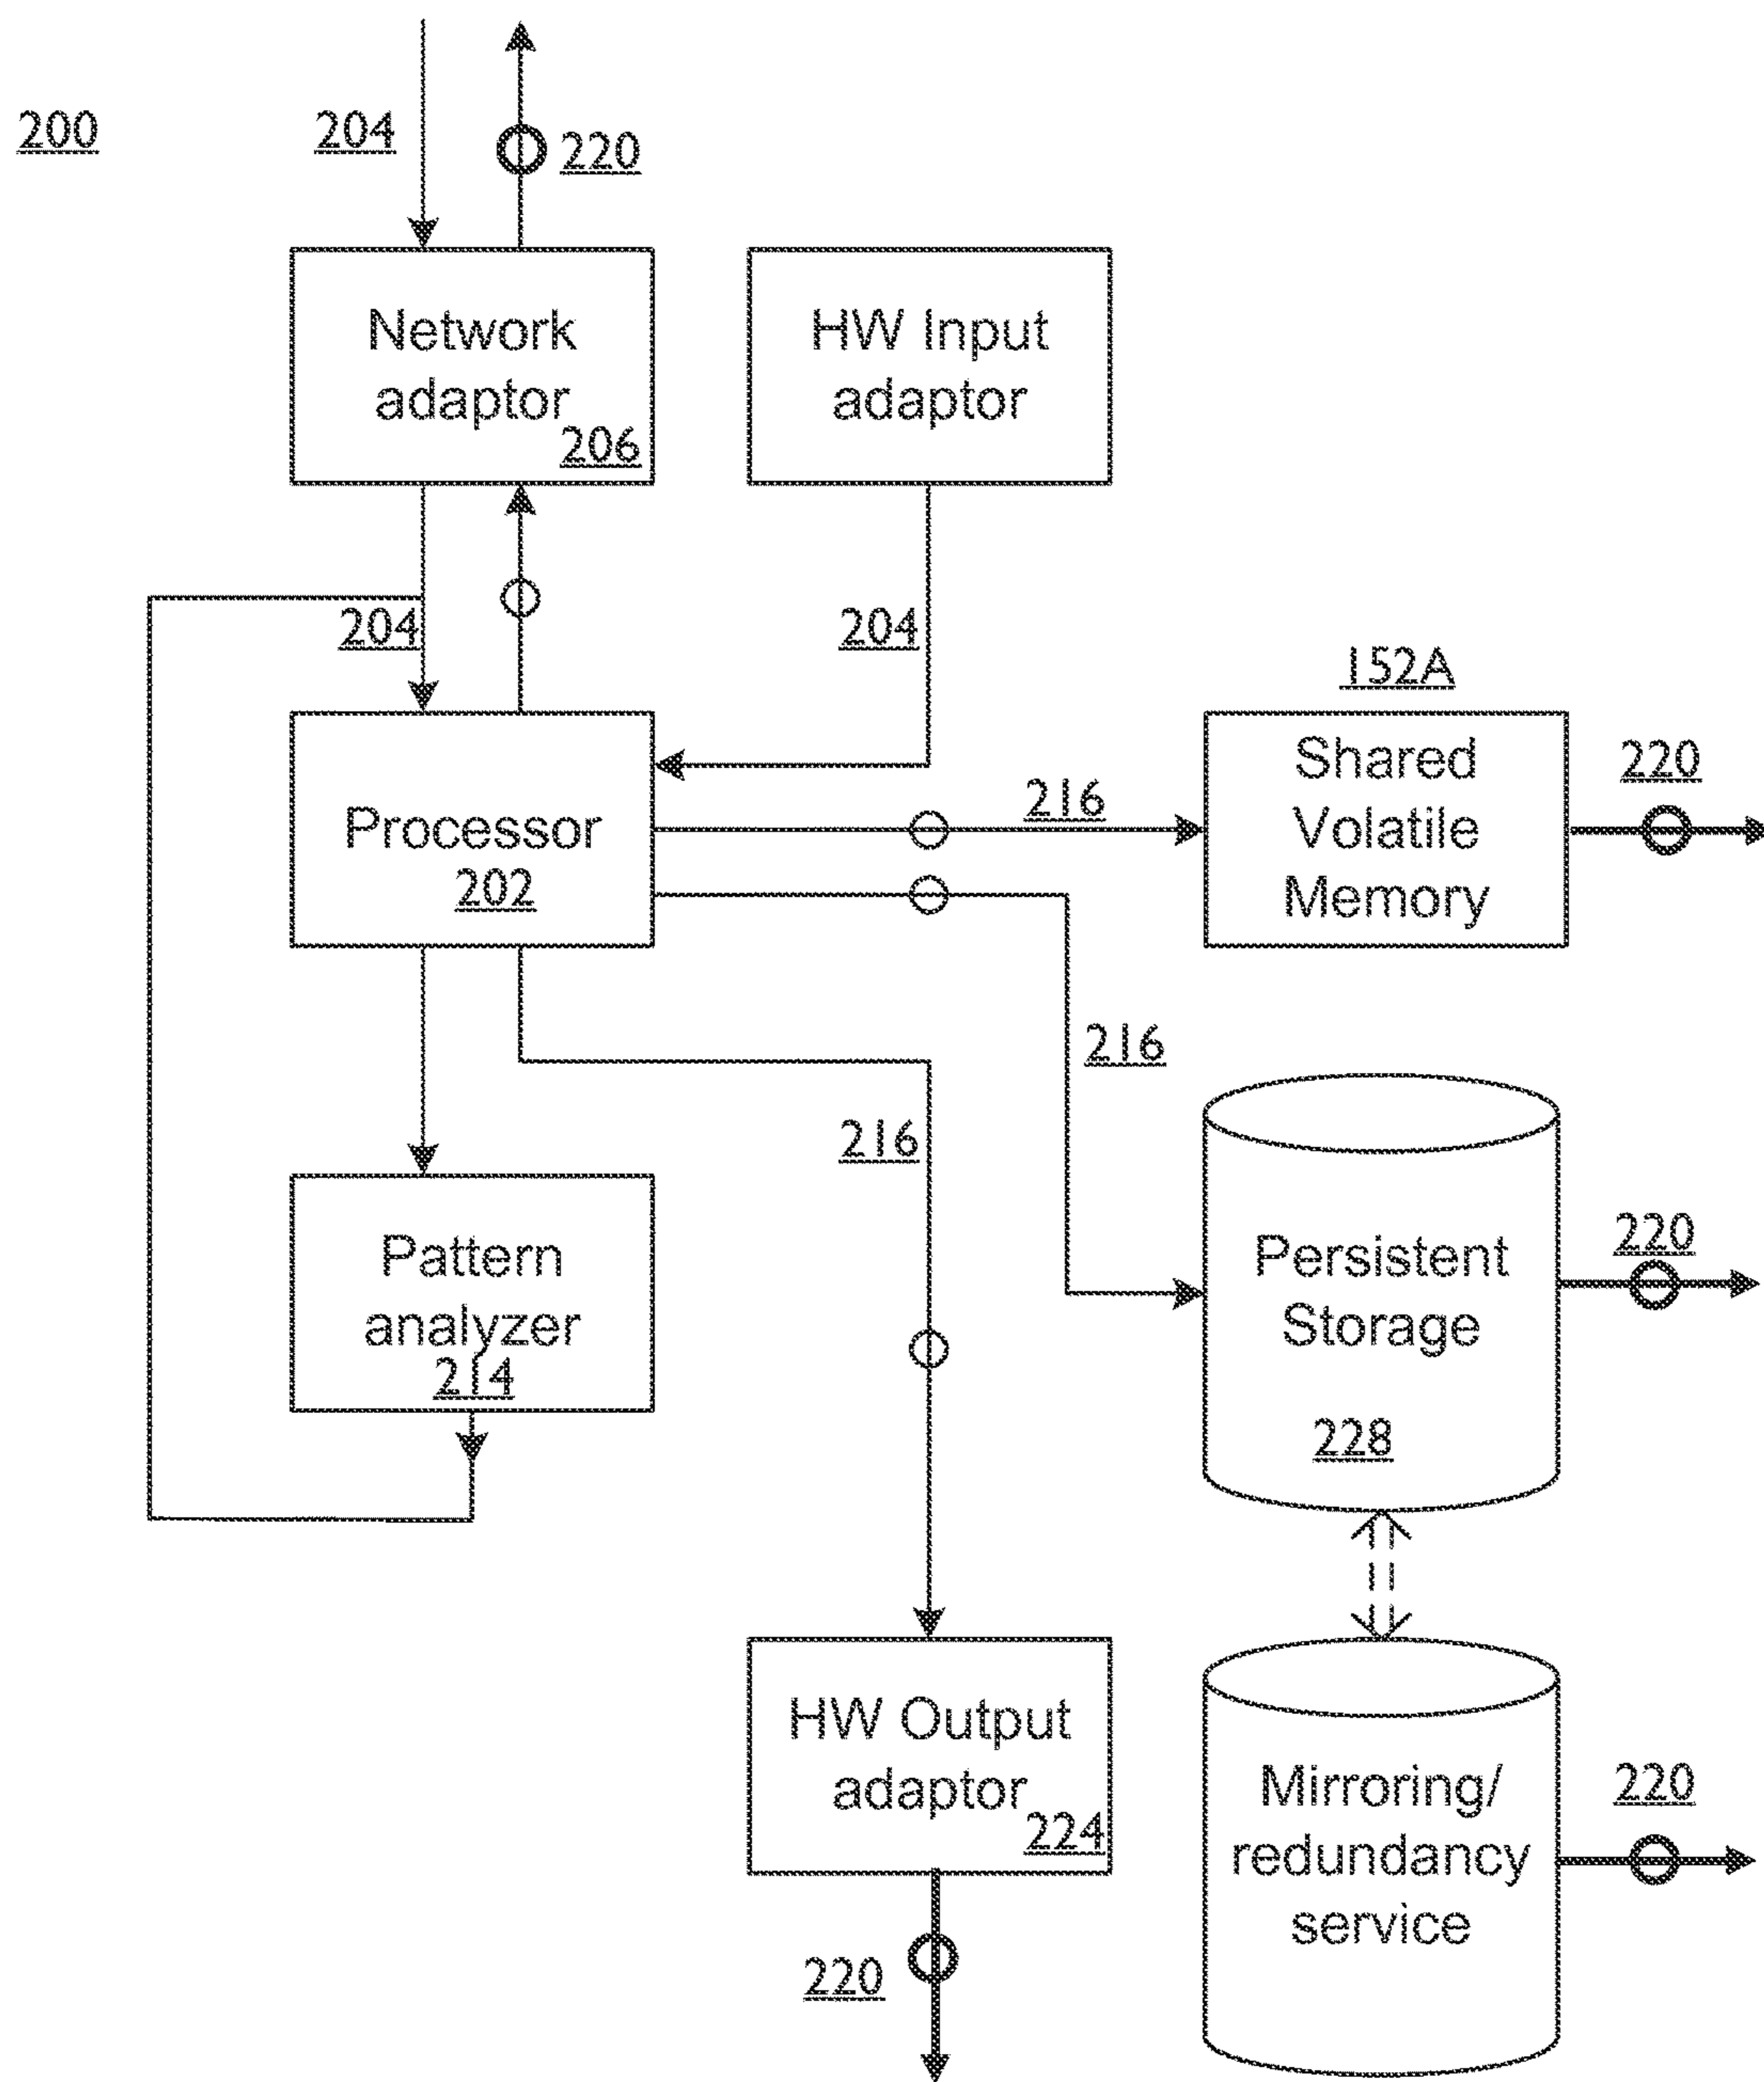 200
204
220
Network
adaptor
206
HW Input
adaptor
204
204
152A
Shared
Volatile
Memory
220
216
Processor
202
216
216
Pattern
analyzer
214
Persistent
Storage
228
220
HW Output
adaptor
224
220
Mirroring/
redundancy
service
220